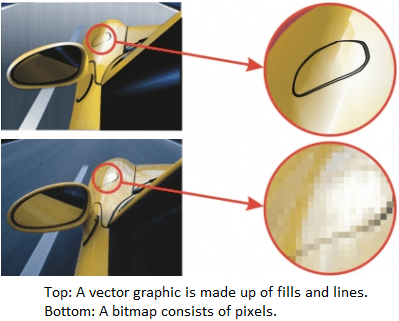 Top: A vector graphic is made up of fills and lines.
Bottom: A bitmap consists of pixels.